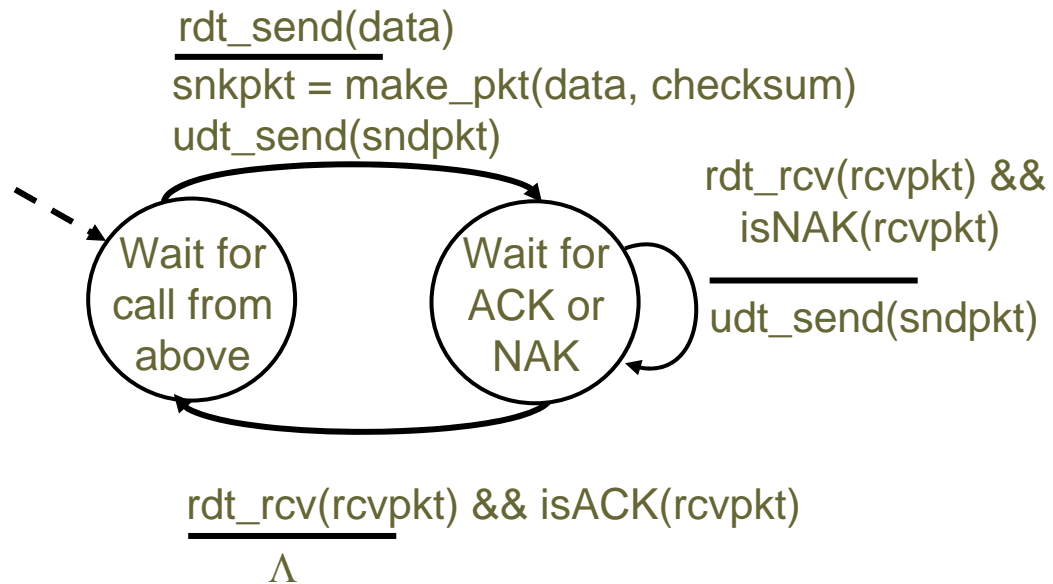 rdt_send(data)
snkpkt = make_pkt(data, checksum)
udt_send(sndpkt)
rdt_rcv(rcvpkt) &&
isNAK(rcvpkt)
udt_send(sndpkt)
Wait for
call from
above
Wait for
ACK or
NAK
rdt_rcv(rcvpkt) && isACK(rcvpkt)
Λ